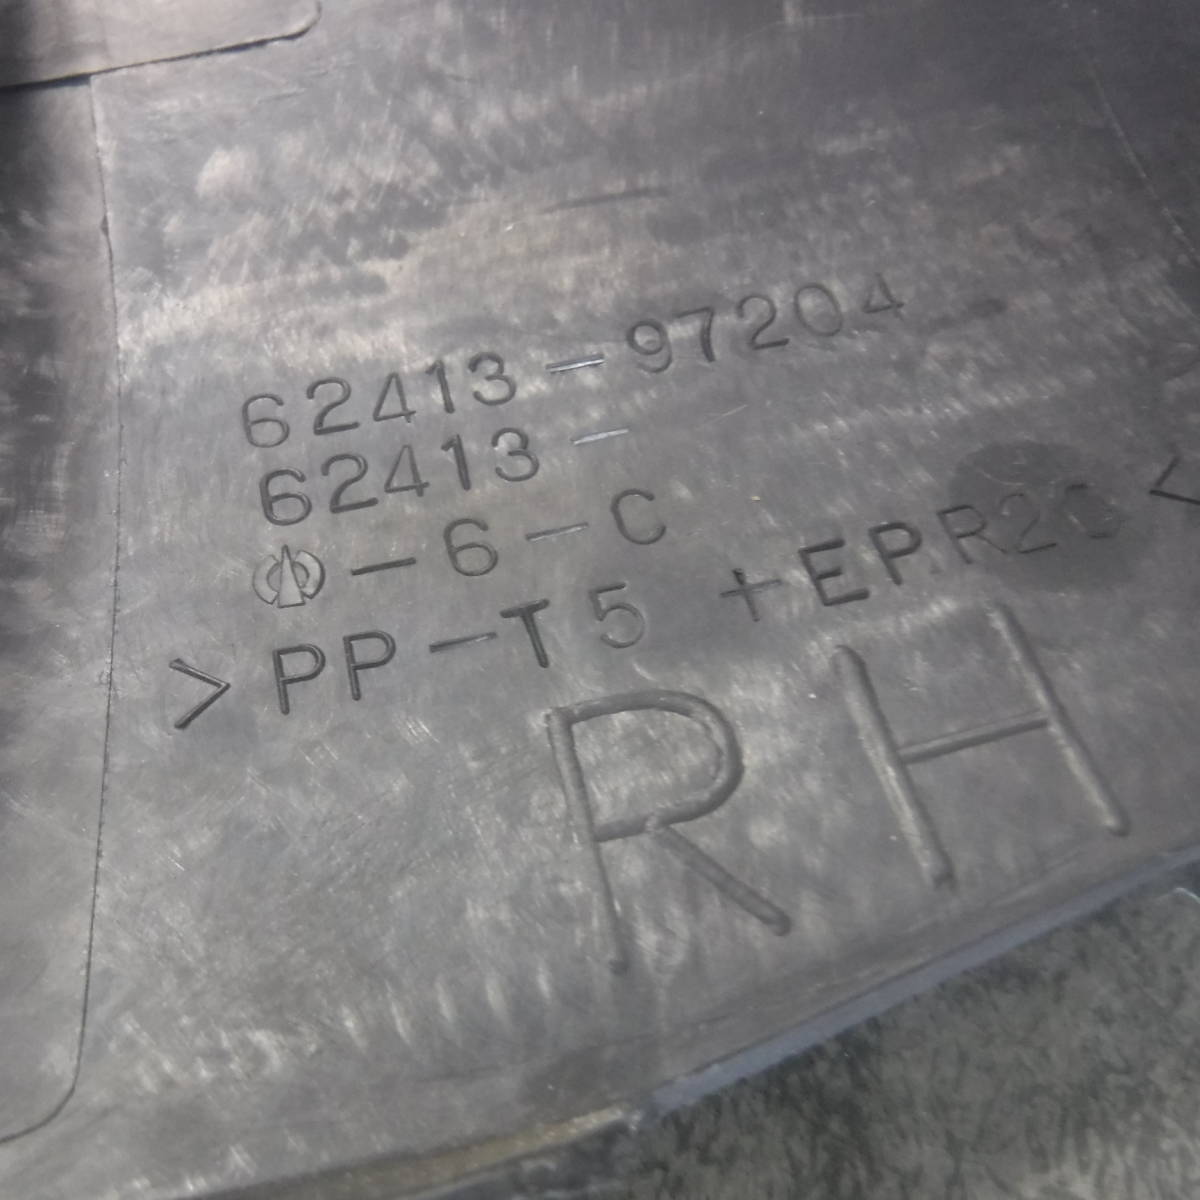 62413-97204
62413-
-6-C
>PP-T5 +EPR20<
RH